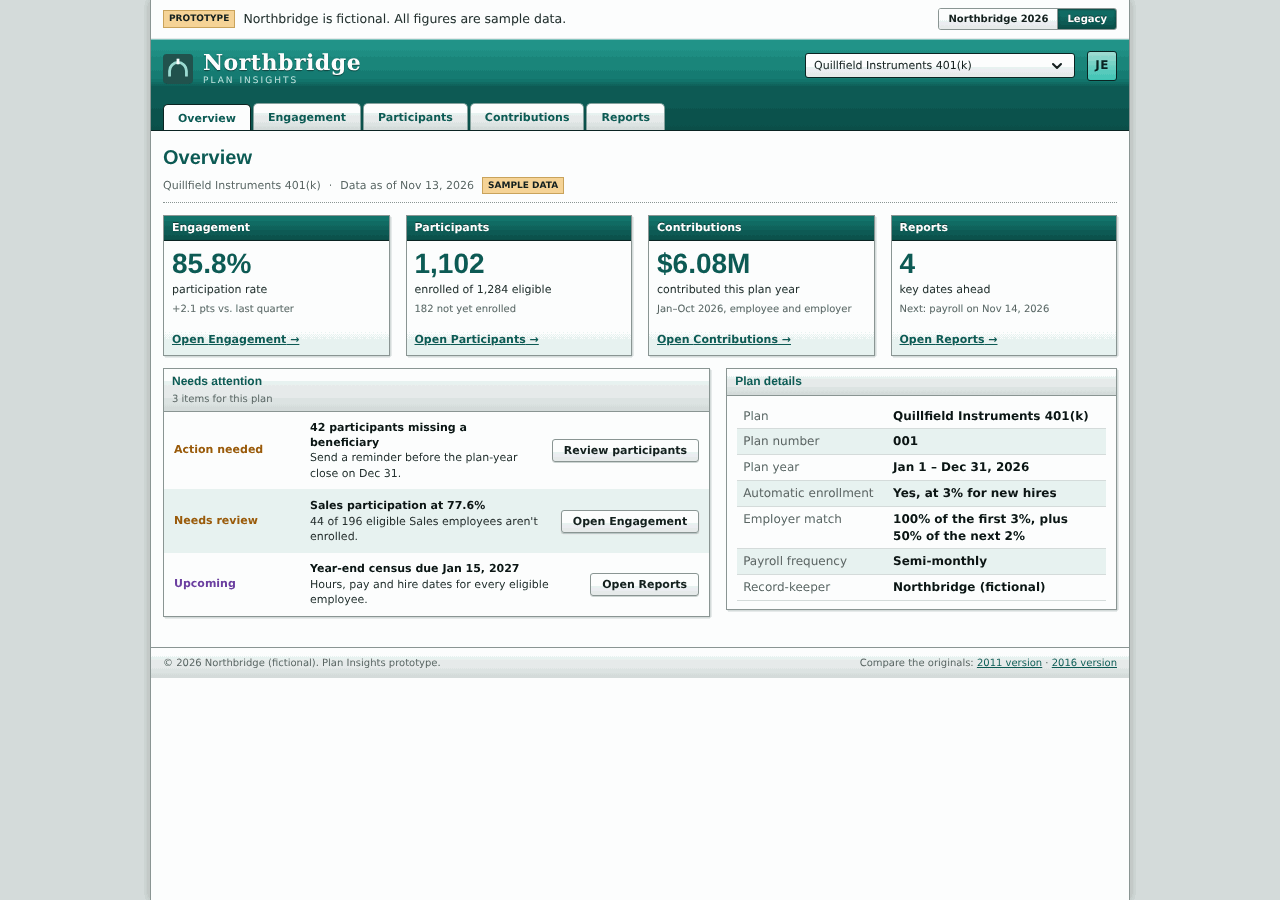 PROTOTYPE Northbridge is fictional. All figures are sample data. Northbridge 2026 Legacy
Northbridge
PLAN INSIGHTS
Quillfield Instruments 401(k) JE
Overview Engagement Participants Contributions Reports
Overview
Quillfield Instruments 401(k) · Data as of Nov 13, 2026 SAMPLE DATA
Engagement
85.8%
participation rate
+2.1 pts vs. last quarter
Open Engagement →
Participants
1,102
enrolled of 1,284 eligible
182 not yet enrolled
Open Participants →
Contributions
$6.08M
contributed this plan year
Jan–Oct 2026, employee and employer
Open Contributions →
Reports
4
key dates ahead
Next: payroll on Nov 14, 2026
Open Reports →
Needs attention
3 items for this plan
Action needed
42 participants missing a
beneficiary
Send a reminder before the plan-year
close on Dec 31.
Review participants
Needs review
Sales participation at 77.6%
44 of 196 eligible Sales employees aren't
enrolled.
Open Engagement
Upcoming
Year-end census due Jan 15, 2027
Hours, pay and hire dates for every eligible
employee.
Open Reports
Plan details
Plan Quillfield Instruments 401(k)
Plan number 001
Plan year Jan 1 – Dec 31, 2026
Automatic enrollment Yes, at 3% for new hires
Employer match 100% of the first 3%, plus
50% of the next 2%
Payroll frequency Semi-monthly
Record-keeper Northbridge (fictional)
© 2026 Northbridge (fictional). Plan Insights prototype.
Compare the originals: 2011 version · 2016 version